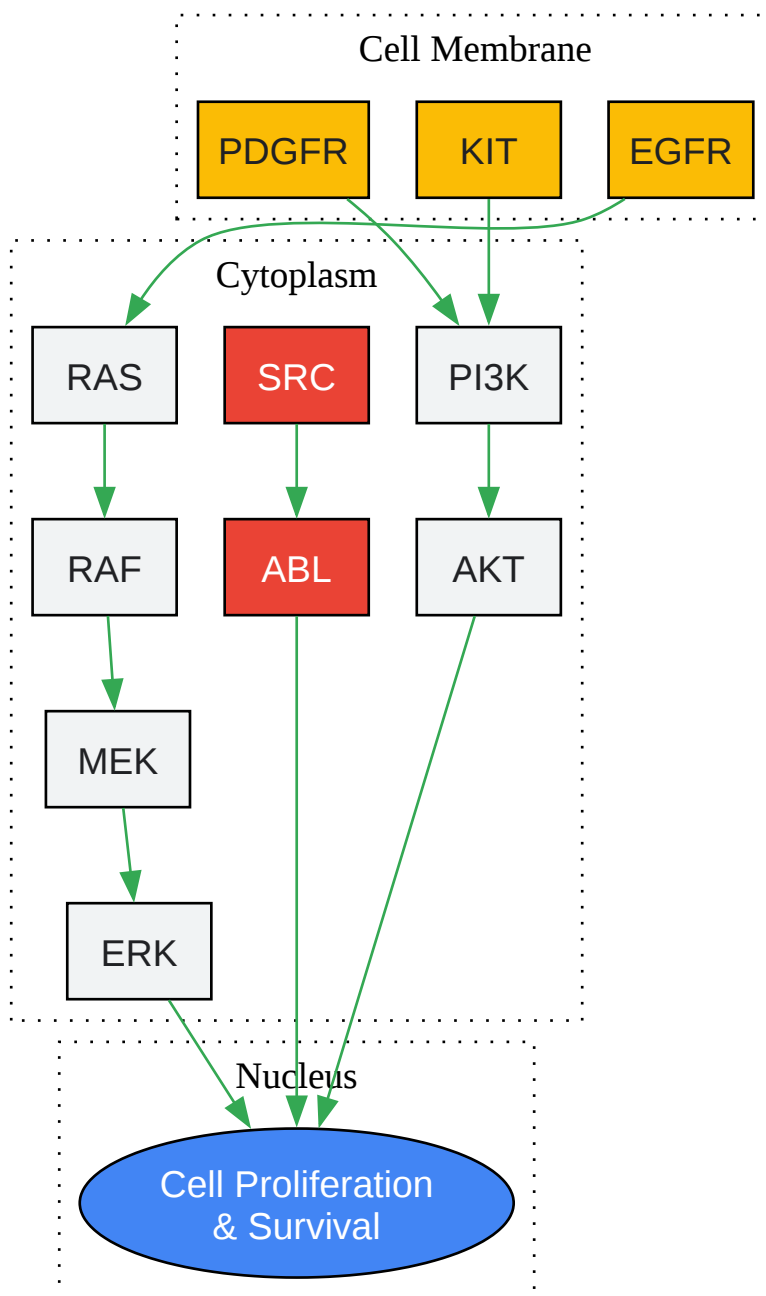 Cell Membrane
PDGFR
KIT
EGFR
Cytoplasm
RAS
SRC
PI3K
RAF
ABL
AKT
MEK
ERK
Nucleus
Cell Proliferation
& Survival